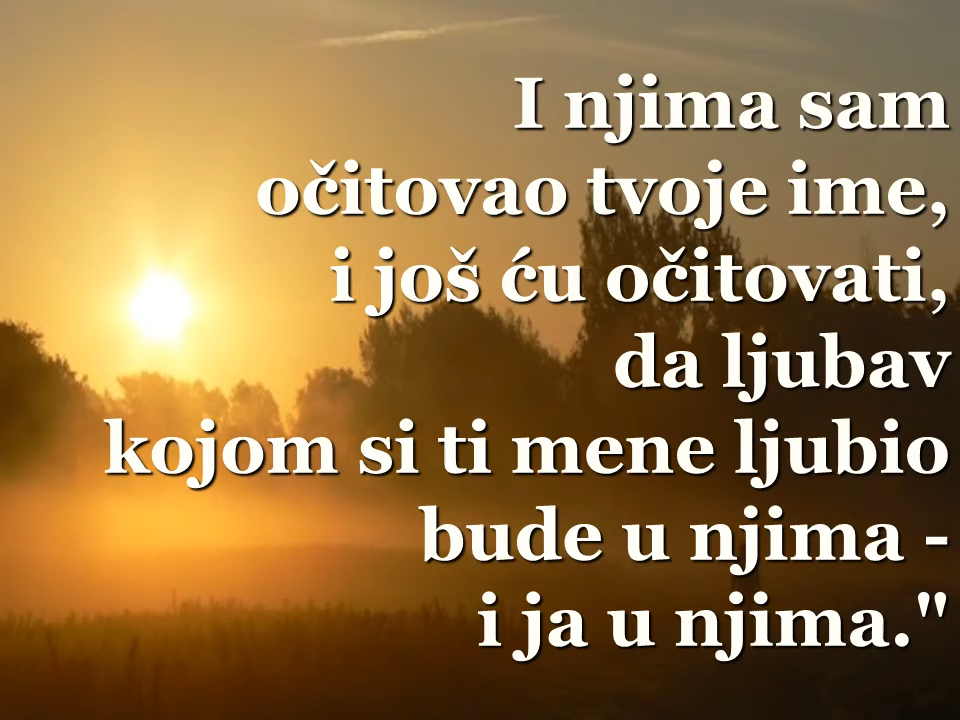 I njima sam
očitovao tvoje ime,
i još ću očitovati,
da ljubav
kojom si ti mene ljubio
bude u njima -
i ja u njima."